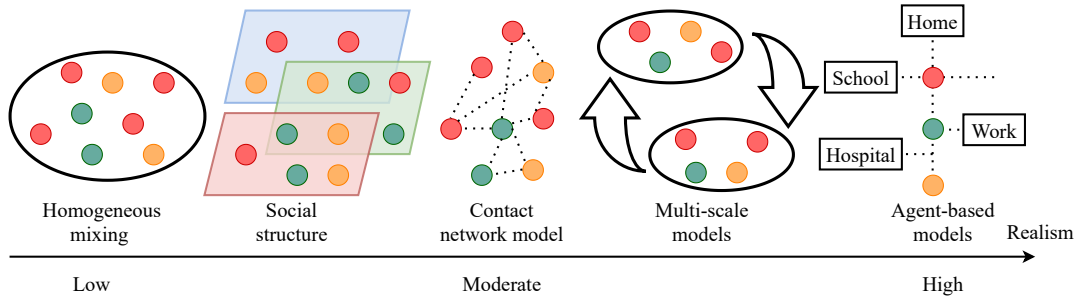 Home
School
Work
Hospital
Homogeneous
mixing
Social
structure
Contact
network model
Multi-scale
models
Agent-based
models
Realism
Low
Moderate
High